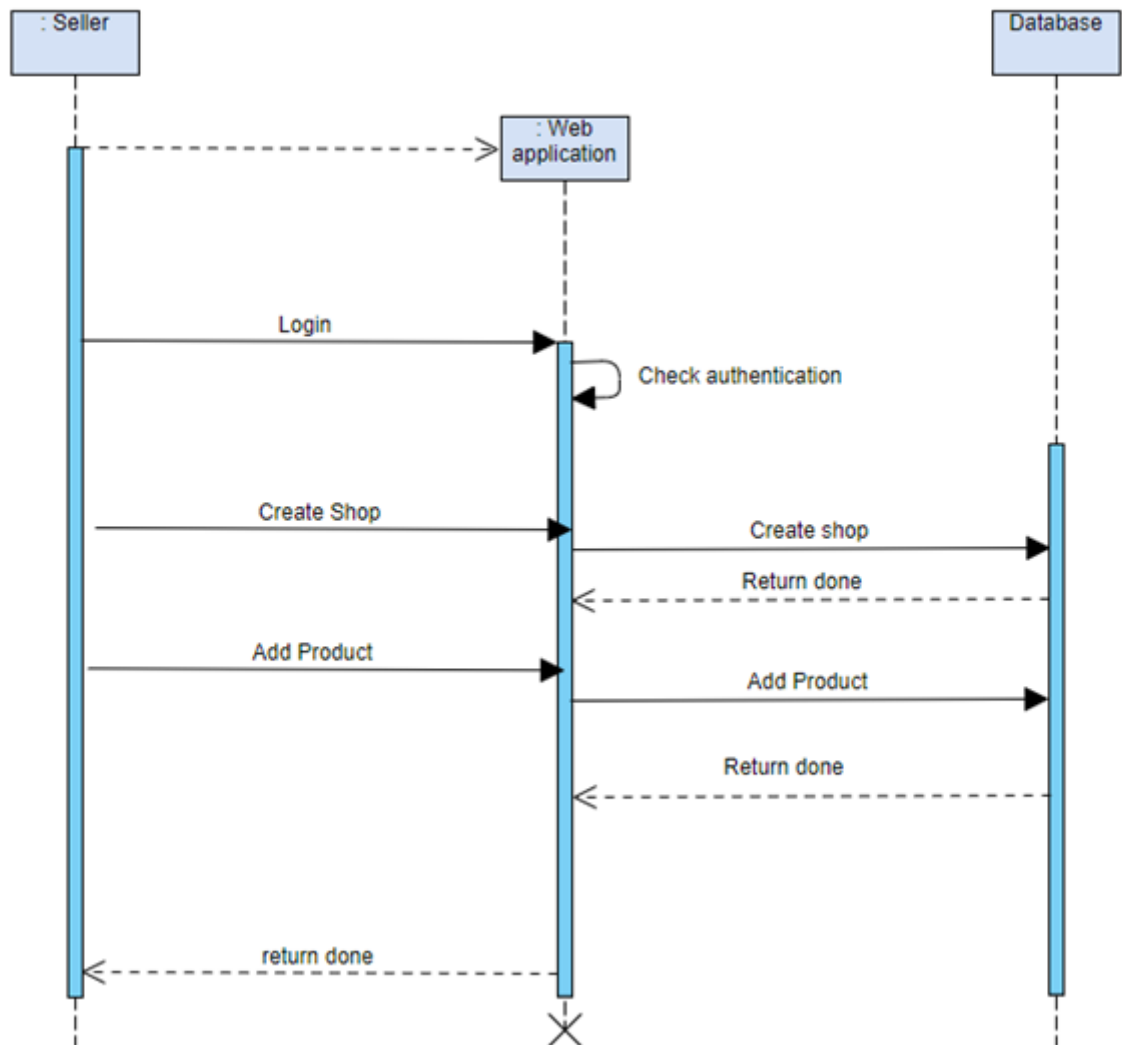 : Seller
Database
: Web
application
Login
Check authentication
Create Shop
Create shop
Return done
Add Product
Add Product
Return done
return done